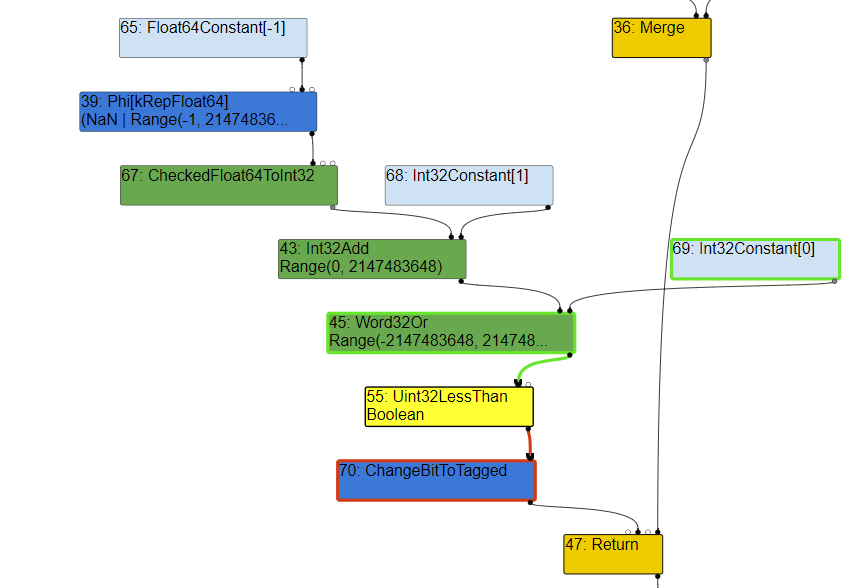 65: Float64Constant[-1]
36: Merge
39: Phi[kRepFloat64]
(NaN | Range(-1, 21474836...
67: CheckedFloat64ToInt32
68: Int32Constant[1]
43: Int32Add
Range(0, 2147483648)
69: Int32Constant[0]
45: Word32Or
Range(-2147483648, 214748...
55: Uint32LessThan
Boolean
70: ChangeBitToTagged
47: Return